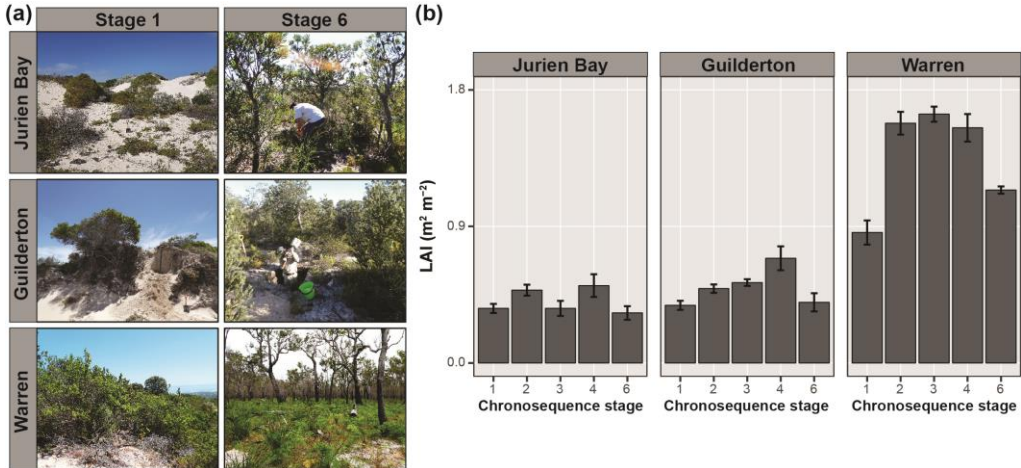 (a)
Stage 1
Stage 6
Jurien Bay
Guilderton
Warren
(b)
Jurien Bay
Guilderton
Warren
LAI (m² m⁻²)
1.8
0.9
0.0
1 2 3 4 6
1 2 3 4 6
1 2 3 4 6
Chronosequence stage
Chronosequence stage
Chronosequence stage